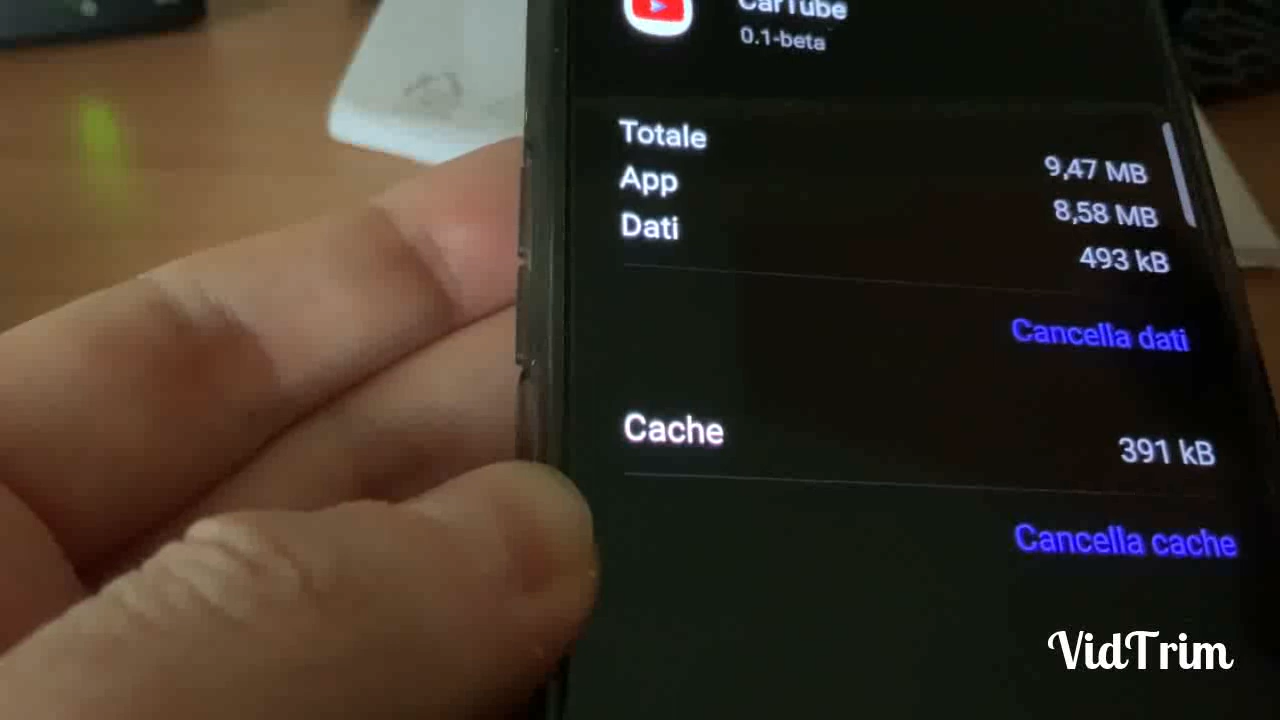 CarTube
0.1-beta
Totale
9,47 MB
App
8,58 MB
Dati
493 kB
Cancella dati
Cache
391 kB
Cancella cache
VidTrim